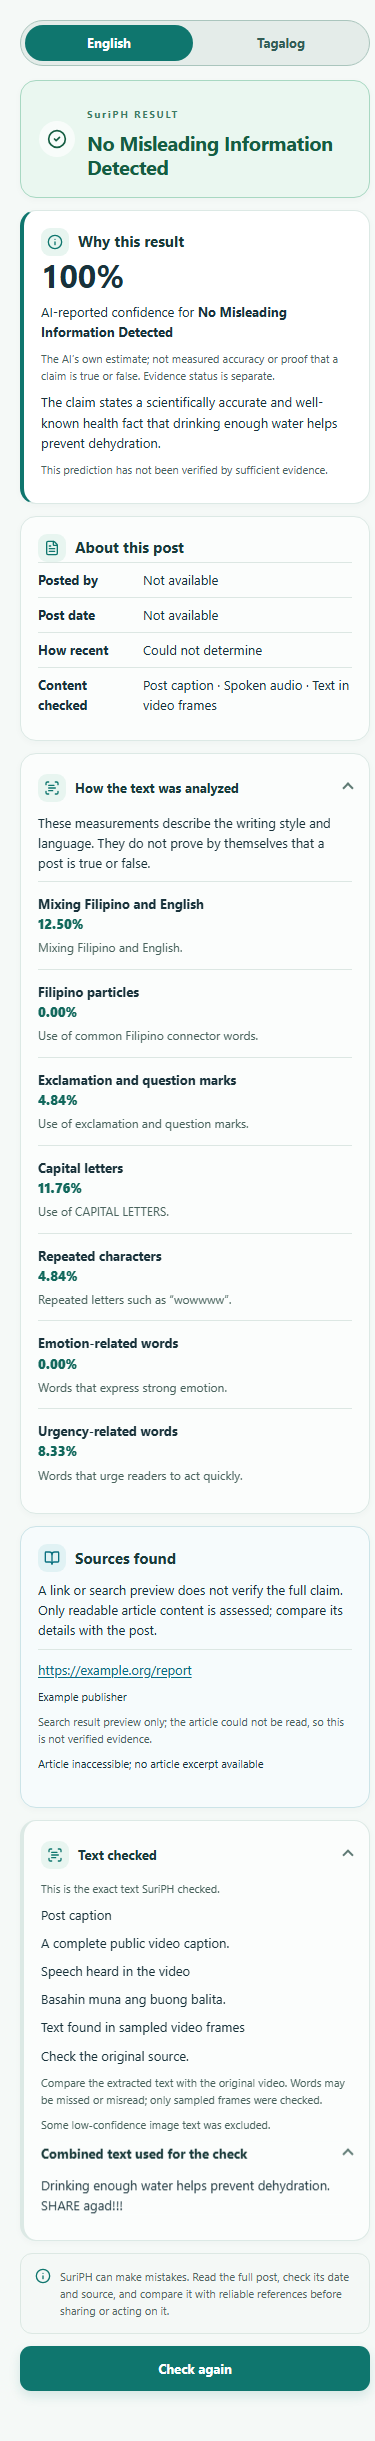 English
Tagalog
SuriPH RESULT
No Misleading Information
Detected
Why this result
100%
AI-reported confidence for No Misleading
Information Detected
The AI's own estimate; not measured accuracy or proof that a
claim is true or false. Evidence status is separate.
The claim states a scientifically accurate and well-
known health fact that drinking enough water helps
prevent dehydration.
This prediction has not been verified by sufficient evidence.
About this post
Posted by Not available
Post date Not available
How recent Could not determine
Content Post caption · Spoken audio · Text in
checked video frames
How the text was analyzed
These measurements describe the writing style and
language. They do not prove by themselves that a
post is true or false.
Mixing Filipino and English
12.50%
Mixing Filipino and English.
Filipino particles
0.00%
Use of common Filipino connector words.
Exclamation and question marks
4.84%
Use of exclamation and question marks.
Capital letters
11.76%
Use of CAPITAL LETTERS.
Repeated characters
4.84%
Repeated letters such as "wowwww".
Emotion-related words
0.00%
Words that express strong emotion.
Urgency-related words
8.33%
Words that urge readers to act quickly.
Sources found
A link or search preview does not verify the full claim.
Only readable article content is assessed; compare its
details with the post.
https://example.org/report
Example publisher
Search result preview only; the article could not be read, so this
is not verified evidence.
Article inaccessible; no article excerpt available
Text checked
This is the exact text SuriPH checked.
Post caption
A complete public video caption.
Speech heard in the video
Basahin muna ang buong balita.
Text found in sampled video frames
Check the original source.
Compare the extracted text with the original video. Words may
be missed or misread; only sampled frames were checked.
Some low-confidence image text was excluded.
Combined text used for the check
Drinking enough water helps prevent dehydration.
SHARE agad!!!
SuriPH can make mistakes. Read the full post, check its date
and source, and compare it with reliable references before
sharing or acting on it.
Check again